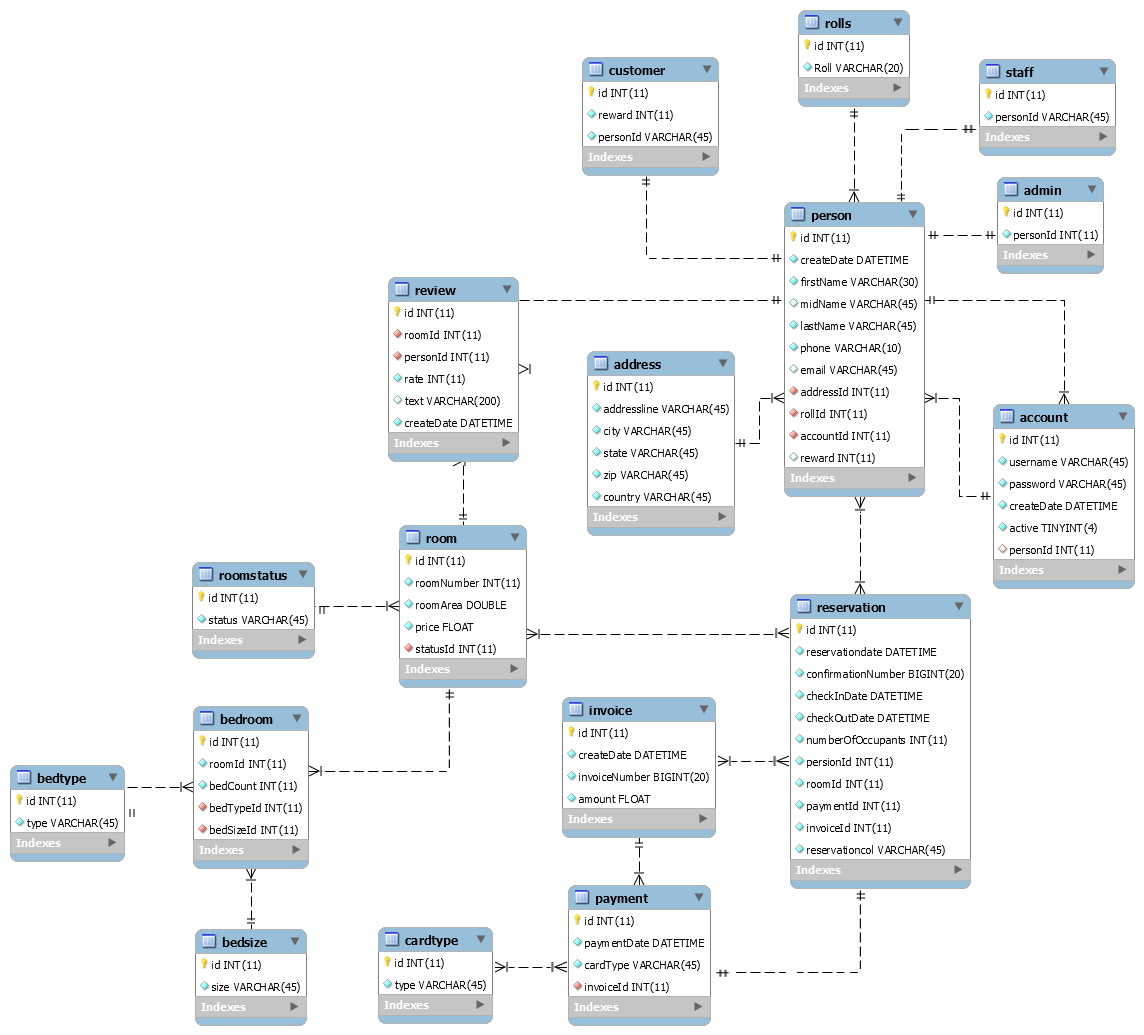 rolls
id INT(11)
Roll VARCHAR(20)
Indexes
customer
id INT(11)
reward INT(11)
personId VARCHAR(45)
Indexes
staff
id INT(11)
personId VARCHAR(45)
Indexes
admin
id INT(11)
personId INT(11)
Indexes
person
id INT(11)
createDate DATETIME
firstName VARCHAR(30)
midName VARCHAR(45)
lastName VARCHAR(45)
phone VARCHAR(10)
email VARCHAR(45)
addressId INT(11)
rollId INT(11)
accountId INT(11)
reward INT(11)
Indexes
review
id INT(11)
roomId INT(11)
personId INT(11)
rate INT(11)
text VARCHAR(200)
createDate DATETIME
Indexes
address
id INT(11)
addressline VARCHAR(45)
city VARCHAR(45)
state VARCHAR(45)
zip VARCHAR(45)
country VARCHAR(45)
Indexes
account
id INT(11)
username VARCHAR(45)
password VARCHAR(45)
createDate DATETIME
active TINYINT(4)
personId INT(11)
Indexes
room
id INT(11)
roomNumber INT(11)
roomArea DOUBLE
price FLOAT
statusId INT(11)
Indexes
roomstatus
id INT(11)
status VARCHAR(45)
Indexes
reservation
id INT(11)
reservationdate DATETIME
confirmationNumber BIGINT(20)
checkInDate DATETIME
checkOutDate DATETIME
numberOfOccupants INT(11)
persionId INT(11)
roomId INT(11)
paymentId INT(11)
invoiceId INT(11)
reservationcol VARCHAR(45)
Indexes
bedroom
id INT(11)
roomId INT(11)
bedCount INT(11)
bedTypeId INT(11)
bedSizeId INT(11)
Indexes
invoice
id INT(11)
createDate DATETIME
invoiceNumber BIGINT(20)
amount FLOAT
Indexes
bedtype
id INT(11)
type VARCHAR(45)
Indexes
payment
id INT(11)
paymentDate DATETIME
cardType VARCHAR(45)
invoiceId INT(11)
Indexes
cardtype
id INT(11)
type VARCHAR(45)
Indexes
bedsize
id INT(11)
size VARCHAR(45)
Indexes